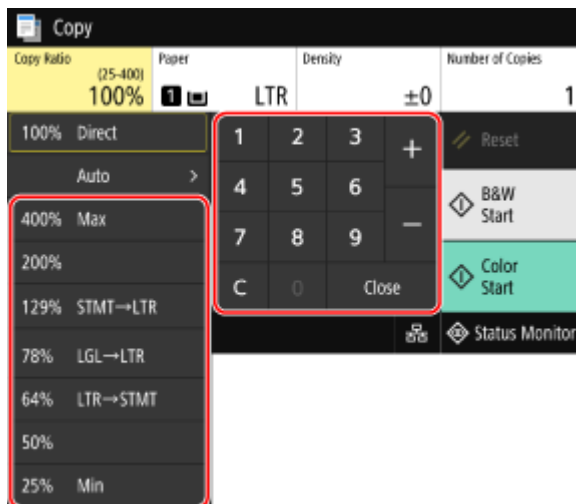 Copy
Copy Ratio
(25-400)
100%
Paper
1 LTR
Density
±0
Number of Copies
1
100% Direct
Auto >
400% Max
200%
129% STMT→LTR
78% LGL→LTR
64% LTR→STMT
50%
25% Min
1 2 3 +
4 5 6
7 8 9 −
C 0 Close
Reset
B&W
Start
Color
Start
Status Monitor